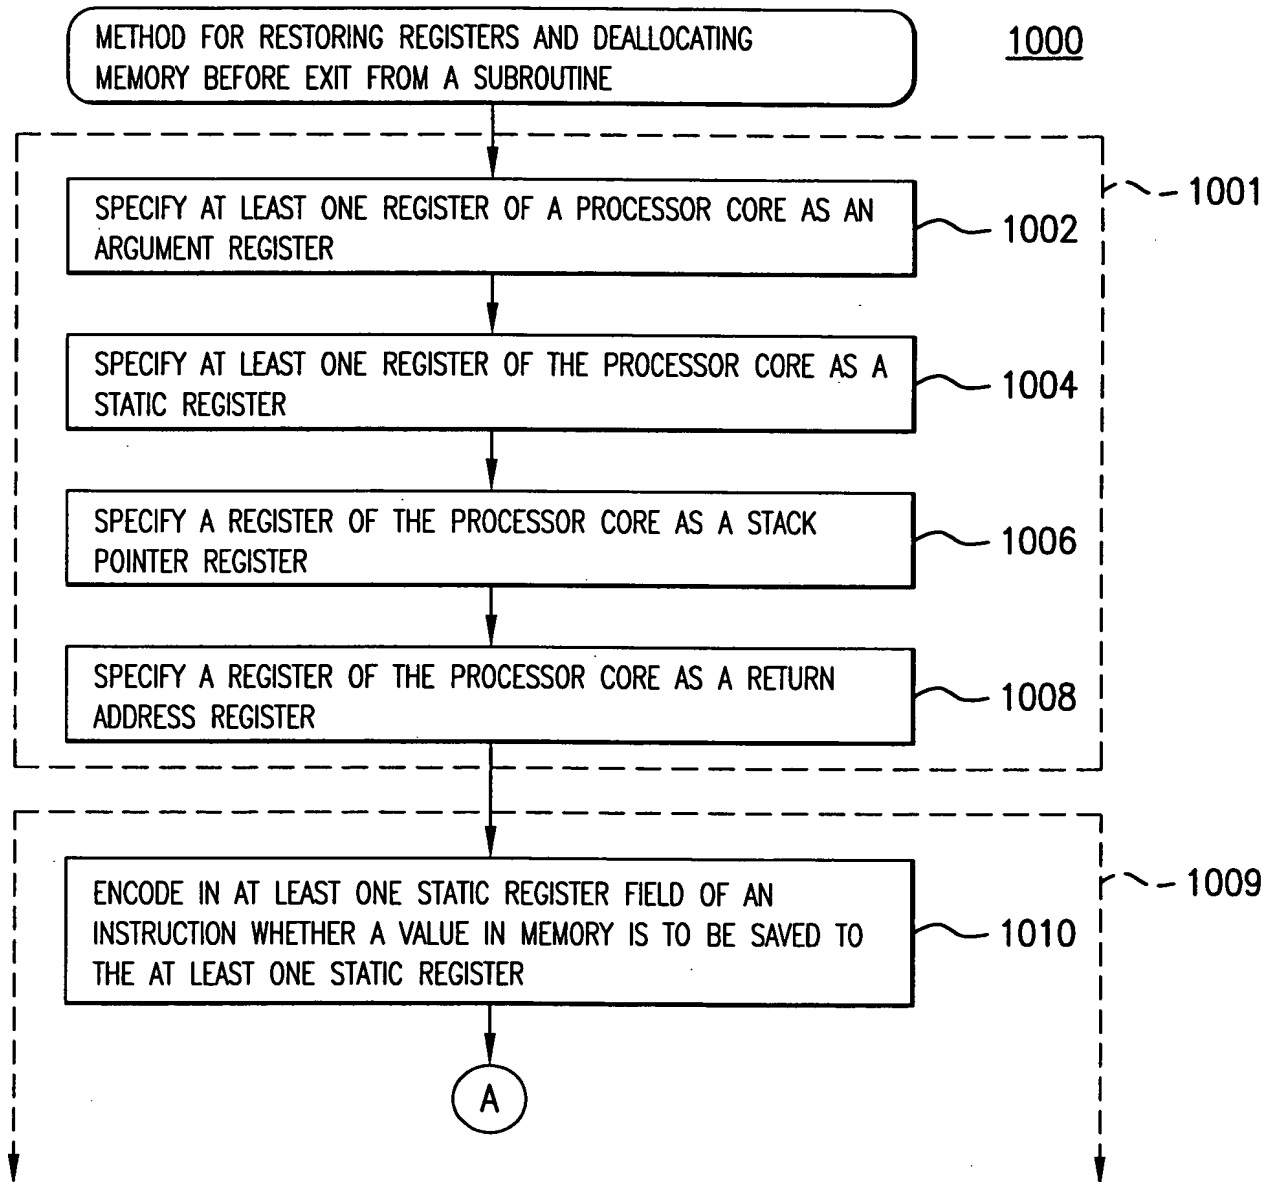 METHOD FOR RESTORING REGISTERS AND DEALLOCATING
MEMORY BEFORE EXIT FROM A SUBROUTINE
1000
1001
SPECIFY AT LEAST ONE REGISTER OF A PROCESSOR CORE AS AN
ARGUMENT REGISTER
1002
SPECIFY AT LEAST ONE REGISTER OF THE PROCESSOR CORE AS A
STATIC REGISTER
1004
SPECIFY A REGISTER OF THE PROCESSOR CORE AS A STACK
POINTER REGISTER
1006
SPECIFY A REGISTER OF THE PROCESSOR CORE AS A RETURN
ADDRESS REGISTER
1008
1009
ENCODE IN AT LEAST ONE STATIC REGISTER FIELD OF AN
INSTRUCTION WHETHER A VALUE IN MEMORY IS TO BE SAVED TO
THE AT LEAST ONE STATIC REGISTER
1010
A